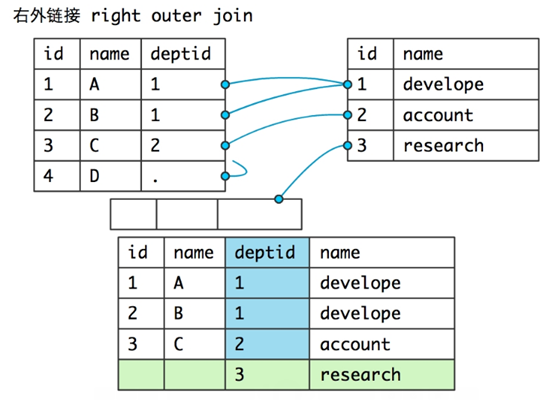 右外链接 right outer join
id name deptid
1 A 1
2 B 1
3 C 2
4 D .
id name
1 develope
2 account
3 research
id name deptid name
1 A 1 develope
2 B 1 develope
3 C 2 account
3 research